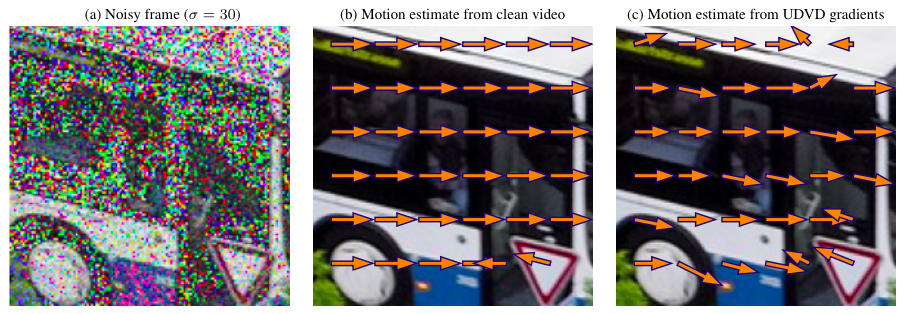 (a) Noisy frame (σ = 30)
(b) Motion estimate from clean video
(c) Motion estimate from UDVD gradients